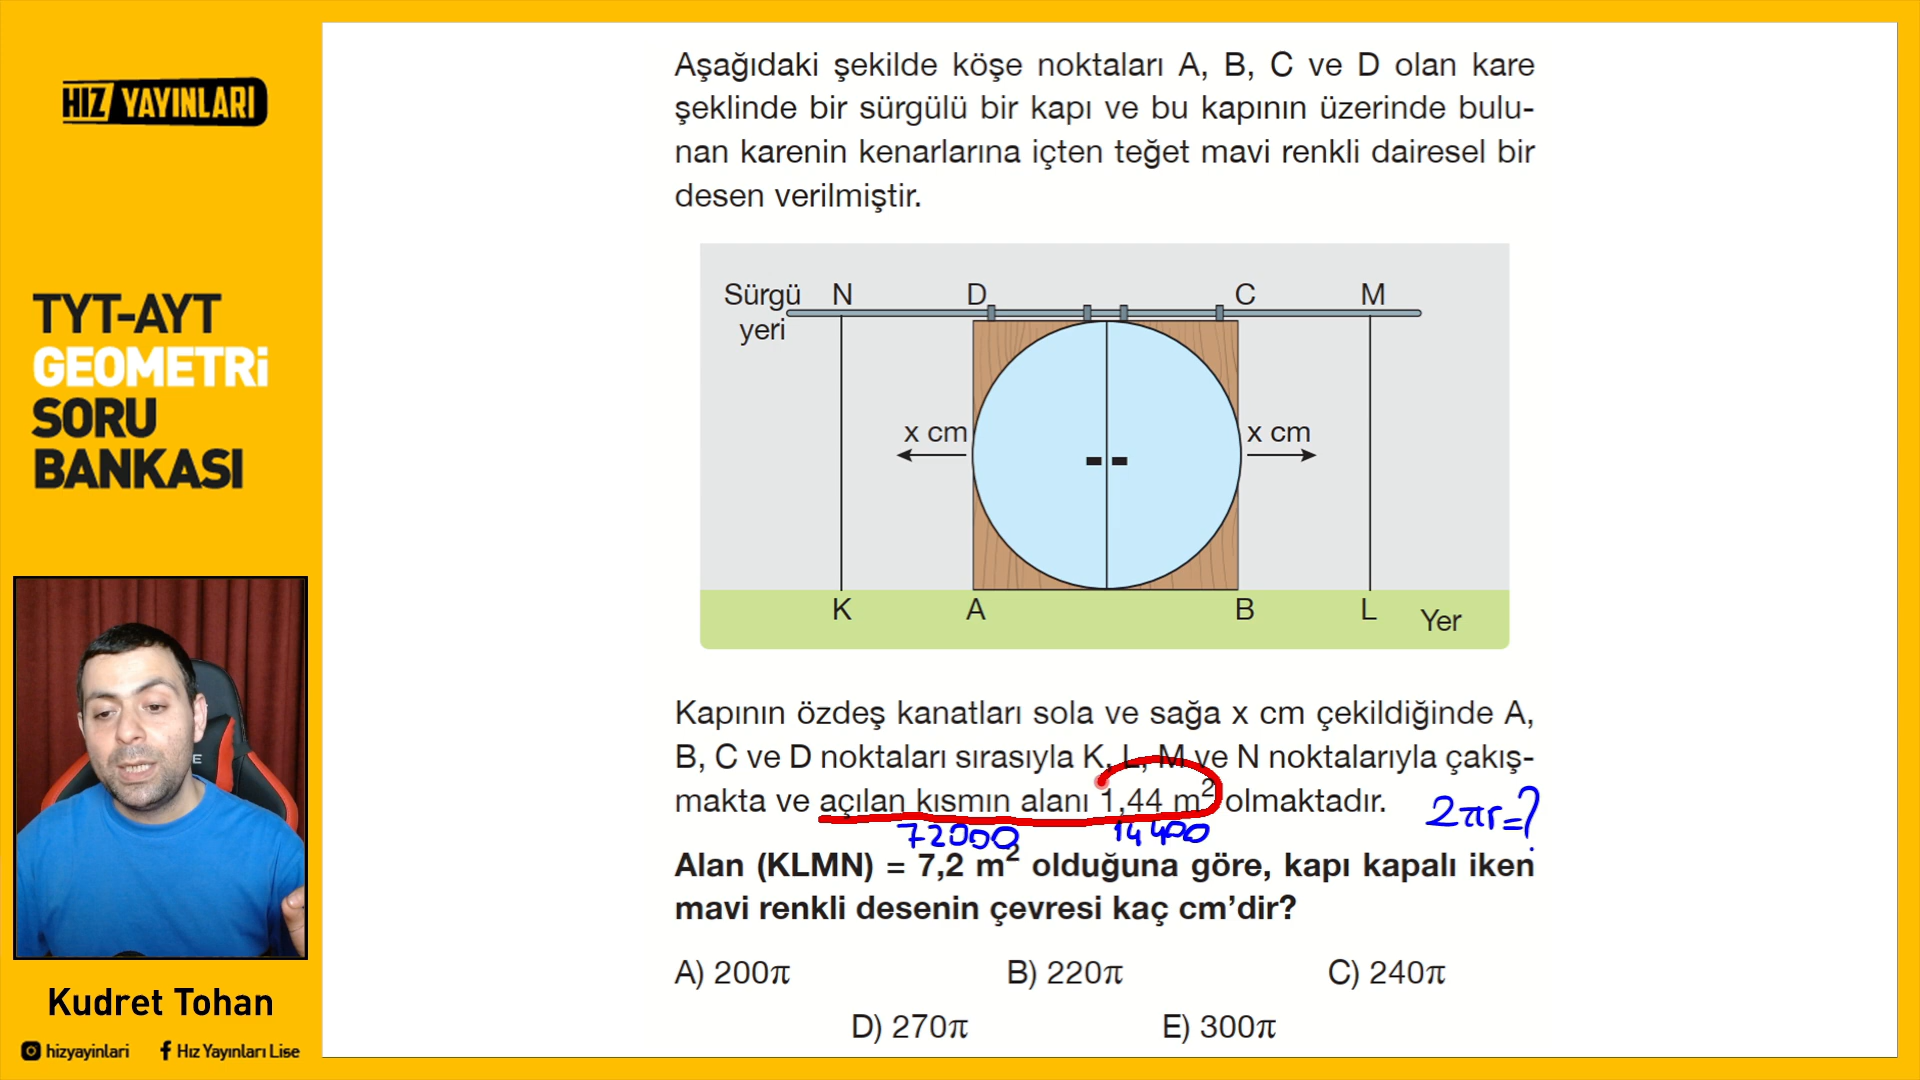 HIZ YAYINLARI
TYT-AYT
GEOMETRi
SORU
BANKASI
Kudret Tohan
hizyayinlari
Hız Yayınları Lise
Aşağıdaki şekilde köşe noktaları A, B, C ve D olan kare
şeklinde bir sürgülü bir kapı ve bu kapının üzerinde bulu-
nan karenin kenarlarına içten teğet mavi renkli dairesel bir
desen verilmiştir.
Sürgü yeri
N D C M
x cm x cm
K A B L Yer
Kapının özdeş kanatları sola ve sağa x cm çekildiğinde A,
B, C ve D noktaları sırasıyla K, L, M ve N noktalarıyla çakış-
makta ve açılan kısmın alanı 1,44 m² olmaktadır.
2πr=?
72000 14400
Alan (KLMN) = 7,2 m² olduğuna göre, kapı kapalı iken
mavi renkli desenin çevresi kaç cm'dir?
A) 200π B) 220π C) 240π
D) 270π E) 300π